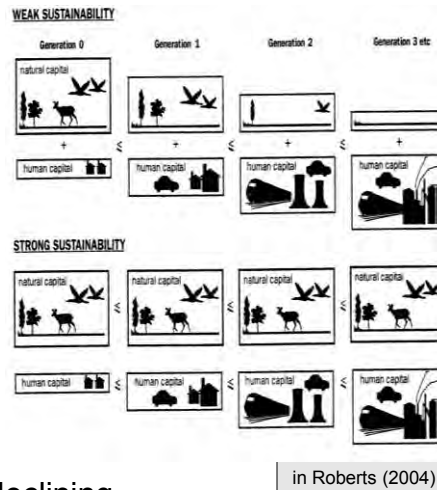 WEAK SUSTAINABILITY
Generation 0 Generation 1 Generation 2 Generation 3 etc
natural capital
+ ≤ + ≤ + ≤ +
human capital human capital human capital human capital
STRONG SUSTAINABILITY
natural capital natural capital natural capital natural capital
≤ ≤ ≤
human capital human capital human capital human capital
≤ ≤ ≤
in Roberts (2004)